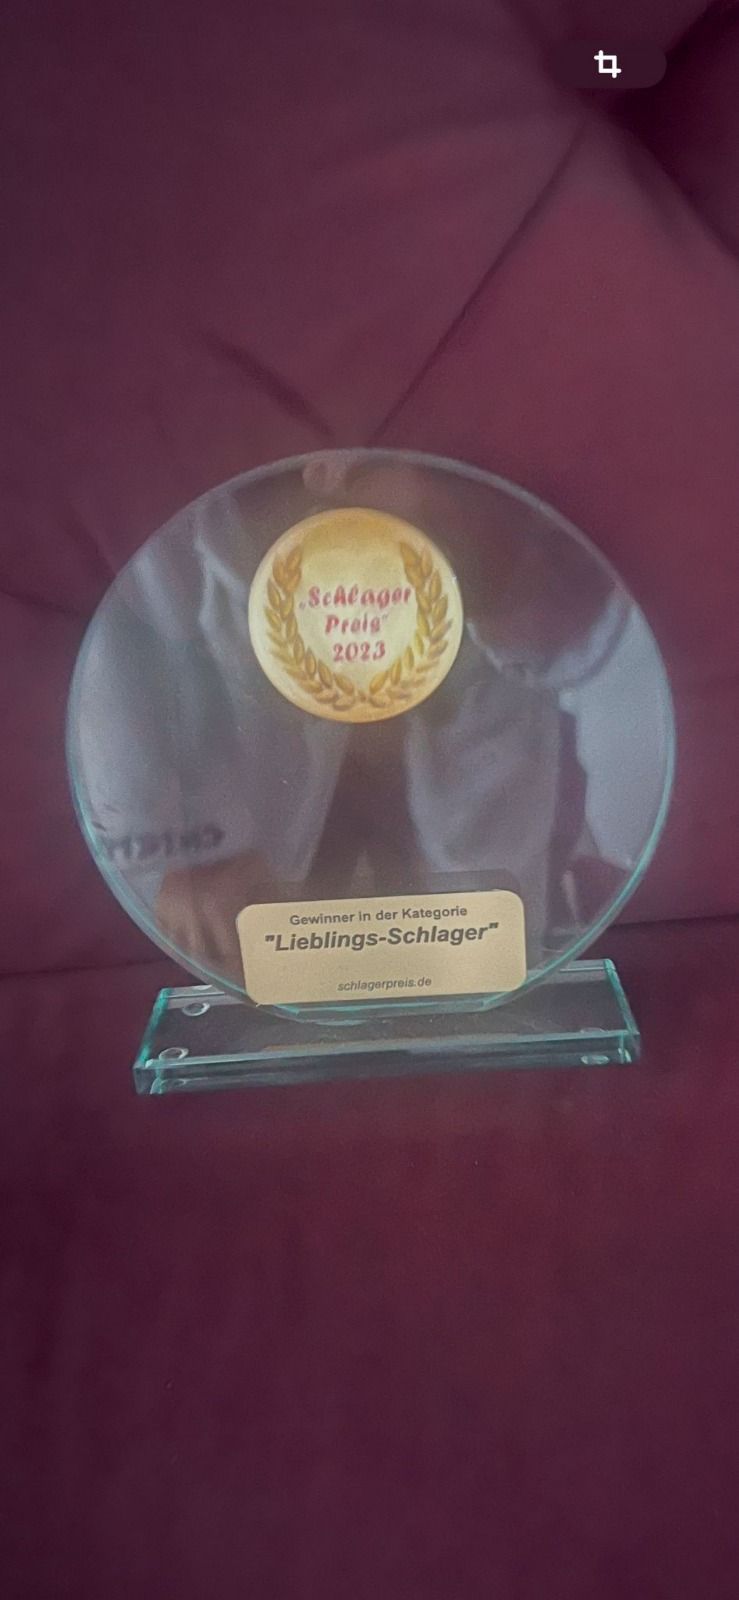 „Schlager
Preis"
2023
Gewinner in der Kategorie
"Lieblings-Schlager"
schlagerpreis.de